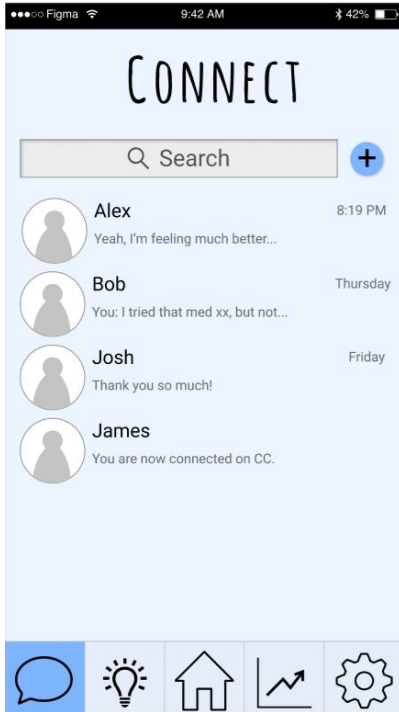 Figma 9:42 AM 42%
CONNECT
Search +
Alex 8:19 PM
Yeah, I'm feeling much better...
Bob Thursday
You: I tried that med xx, but not...
Josh Friday
Thank you so much!
James
You are now connected on CC.